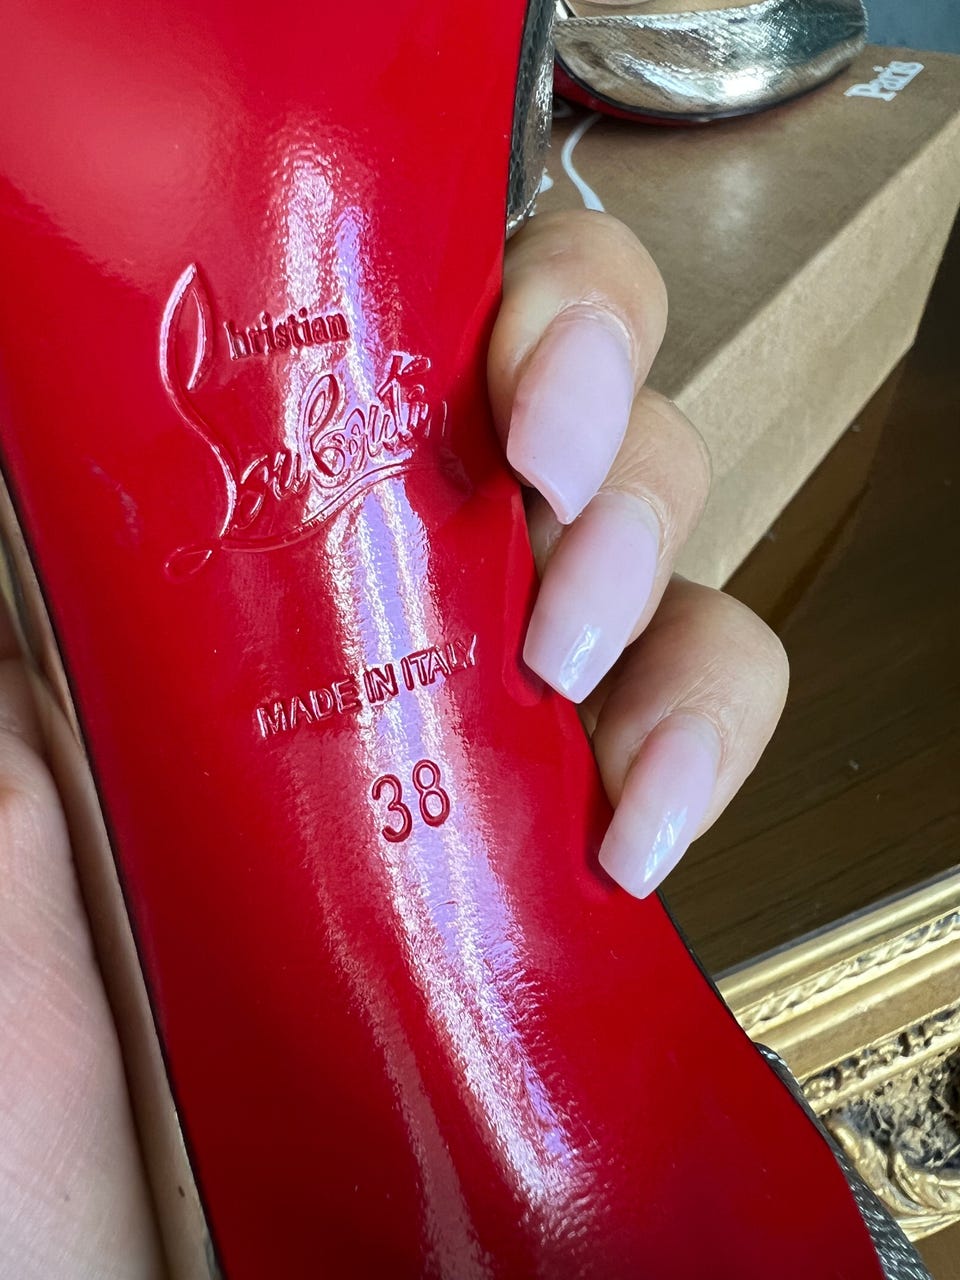 Christian
Louboutin
MADE IN ITALY
38
Paris